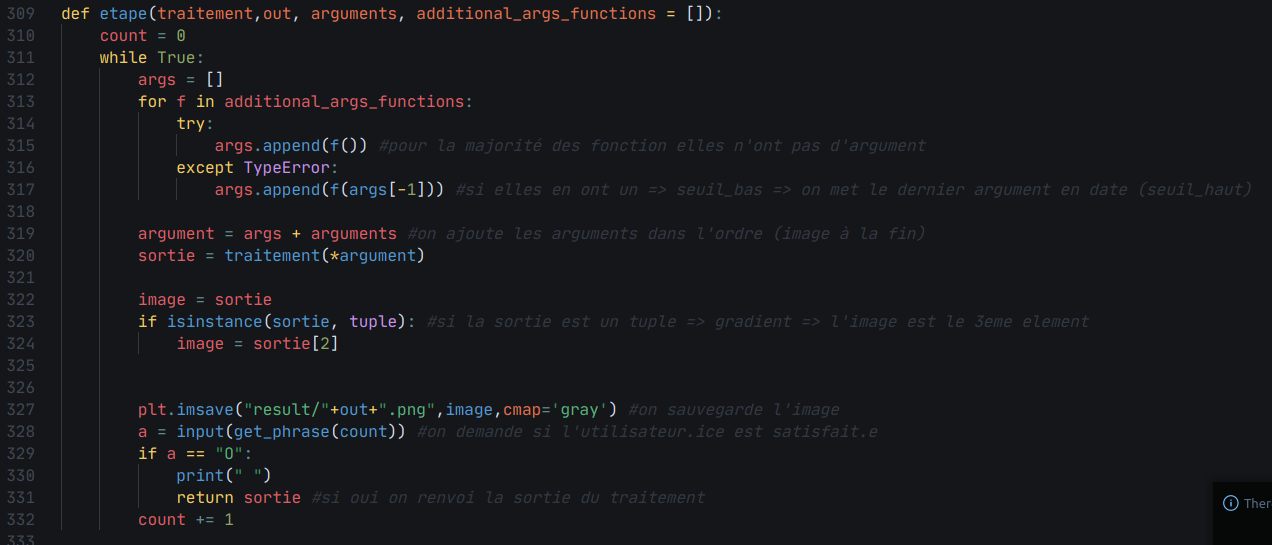 309 def etape(traitement,out, arguments, additional_args_functions = []):
310     count = 0
311     while True:
312         args = []
313         for f in additional_args_functions:
314             try:
315                 args.append(f()) #pour la majorité des fonction elles n'ont pas d'argument
316             except TypeError:
317                 args.append(f(args[-1])) #si elles en ont un => seuil_bas => on met le dernier argument en date (seuil_haut)
318
319         argument = args + arguments #on ajoute les arguments dans l'ordre (image à la fin)
320         sortie = traitement(*argument)
321
322         image = sortie
323         if isinstance(sortie, tuple): #si la sortie est un tuple => gradient => l'image est le 3eme element
324             image = sortie[2]
325
326
327         plt.imsave("result/"+out+".png",image,cmap='gray') #on sauvegarde l'image
328         a = input(get_phrase(count)) #on demande si l'utilisateur.ice est satisfait.e
329         if a == "O":
330             print(" ")
331             return sortie #si oui on renvoi la sortie du traitement
332         count += 1
333
Ther